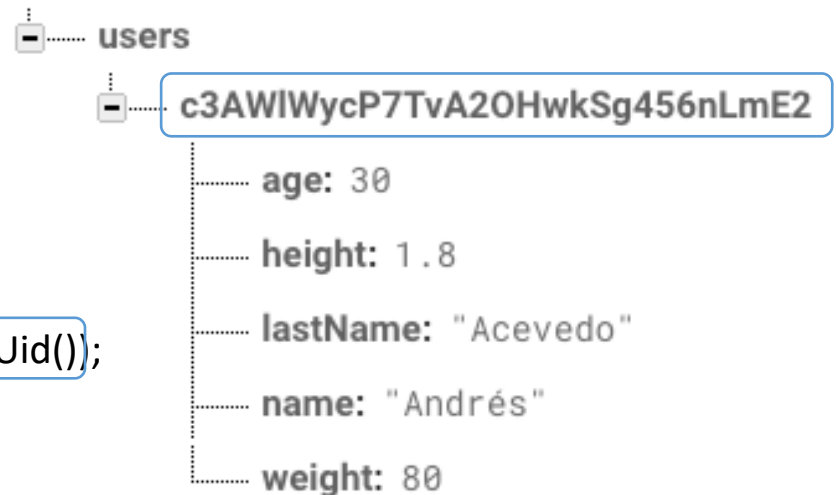 users
c3AWlWycP7TvA2OHwkSg456nLmE2
age: 30
height: 1.8
lastName: "Acevedo"
Uid());
name: "Andrés"
weight: 80